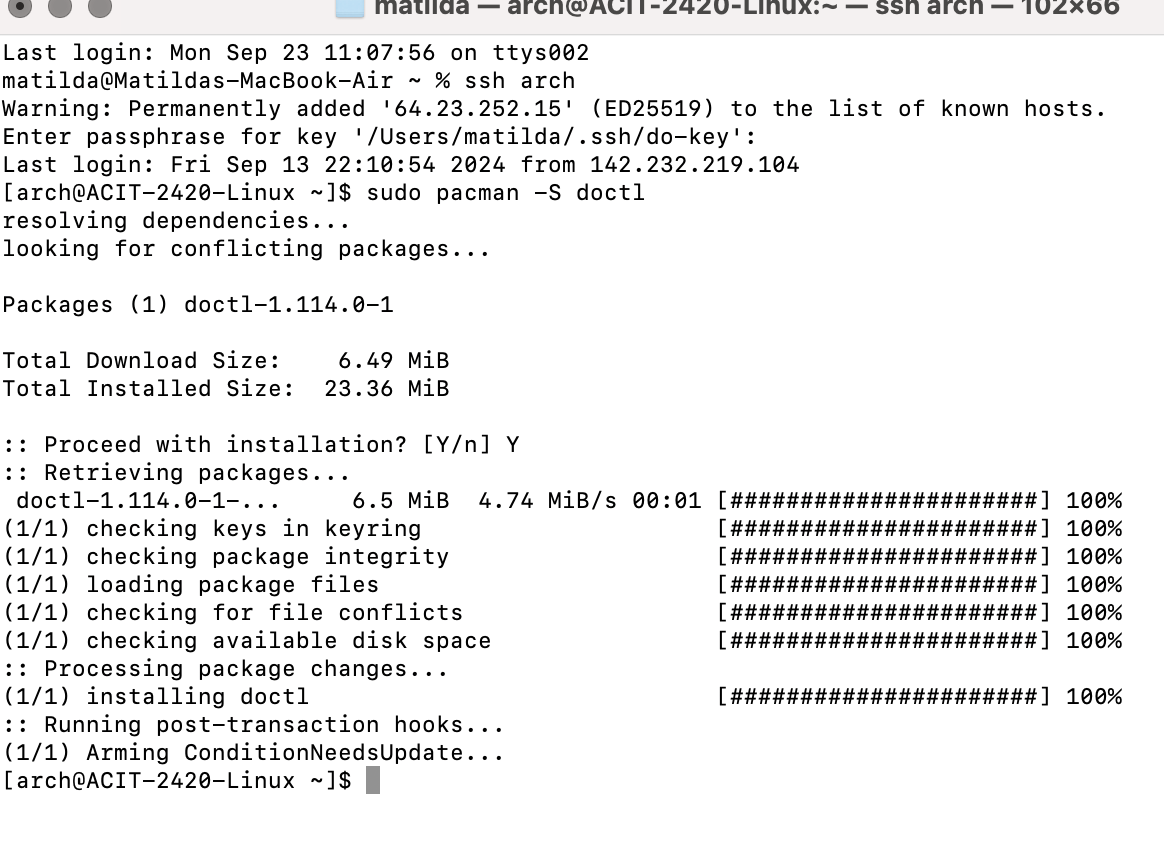 matilda — arch@ACIT-2420-Linux:~ — ssh arch — 102×66
Last login: Mon Sep 23 11:07:56 on ttys002
matilda@Matildas-MacBook-Air ~ % ssh arch
Warning: Permanently added '64.23.252.15' (ED25519) to the list of known hosts.
Enter passphrase for key '/Users/matilda/.ssh/do-key':
Last login: Fri Sep 13 22:10:54 2024 from 142.232.219.104
[arch@ACIT-2420-Linux ~]$ sudo pacman -S doctl
resolving dependencies...
looking for conflicting packages...

Packages (1) doctl-1.114.0-1

Total Download Size:    6.49 MiB
Total Installed Size:  23.36 MiB

:: Proceed with installation? [Y/n] Y
:: Retrieving packages...
 doctl-1.114.0-1-...     6.5 MiB  4.74 MiB/s 00:01 [######################] 100%
(1/1) checking keys in keyring                     [######################] 100%
(1/1) checking package integrity                   [######################] 100%
(1/1) loading package files                        [######################] 100%
(1/1) checking for file conflicts                  [######################] 100%
(1/1) checking available disk space                [######################] 100%
:: Processing package changes...
(1/1) installing doctl                             [######################] 100%
:: Running post-transaction hooks...
(1/1) Arming ConditionNeedsUpdate...
[arch@ACIT-2420-Linux ~]$